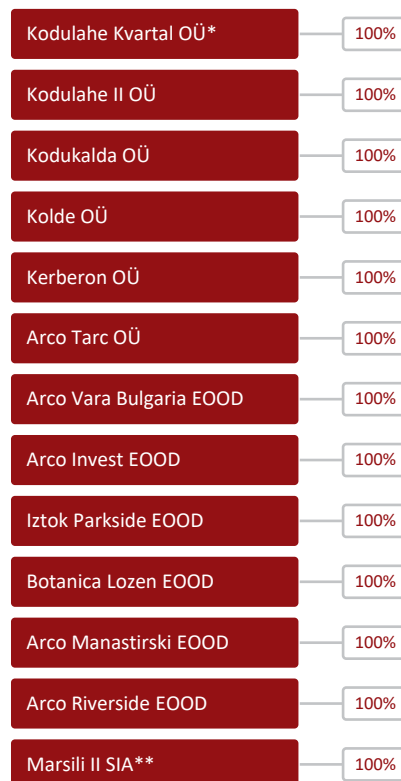 Kodulahe Kvartal OÜ* 100%
Kodulahe II OÜ 100%
Kodukalda OÜ 100%
Kolde OÜ 100%
Kerberon OÜ 100%
Arco Tarc OÜ 100%
Arco Vara Bulgaria EOOD 100%
Arco Invest EOOD 100%
Iztok Parkside EOOD 100%
Botanica Lozen EOOD 100%
Arco Manastirski EOOD 100%
Arco Riverside EOOD 100%
Marsili II SIA** 100%